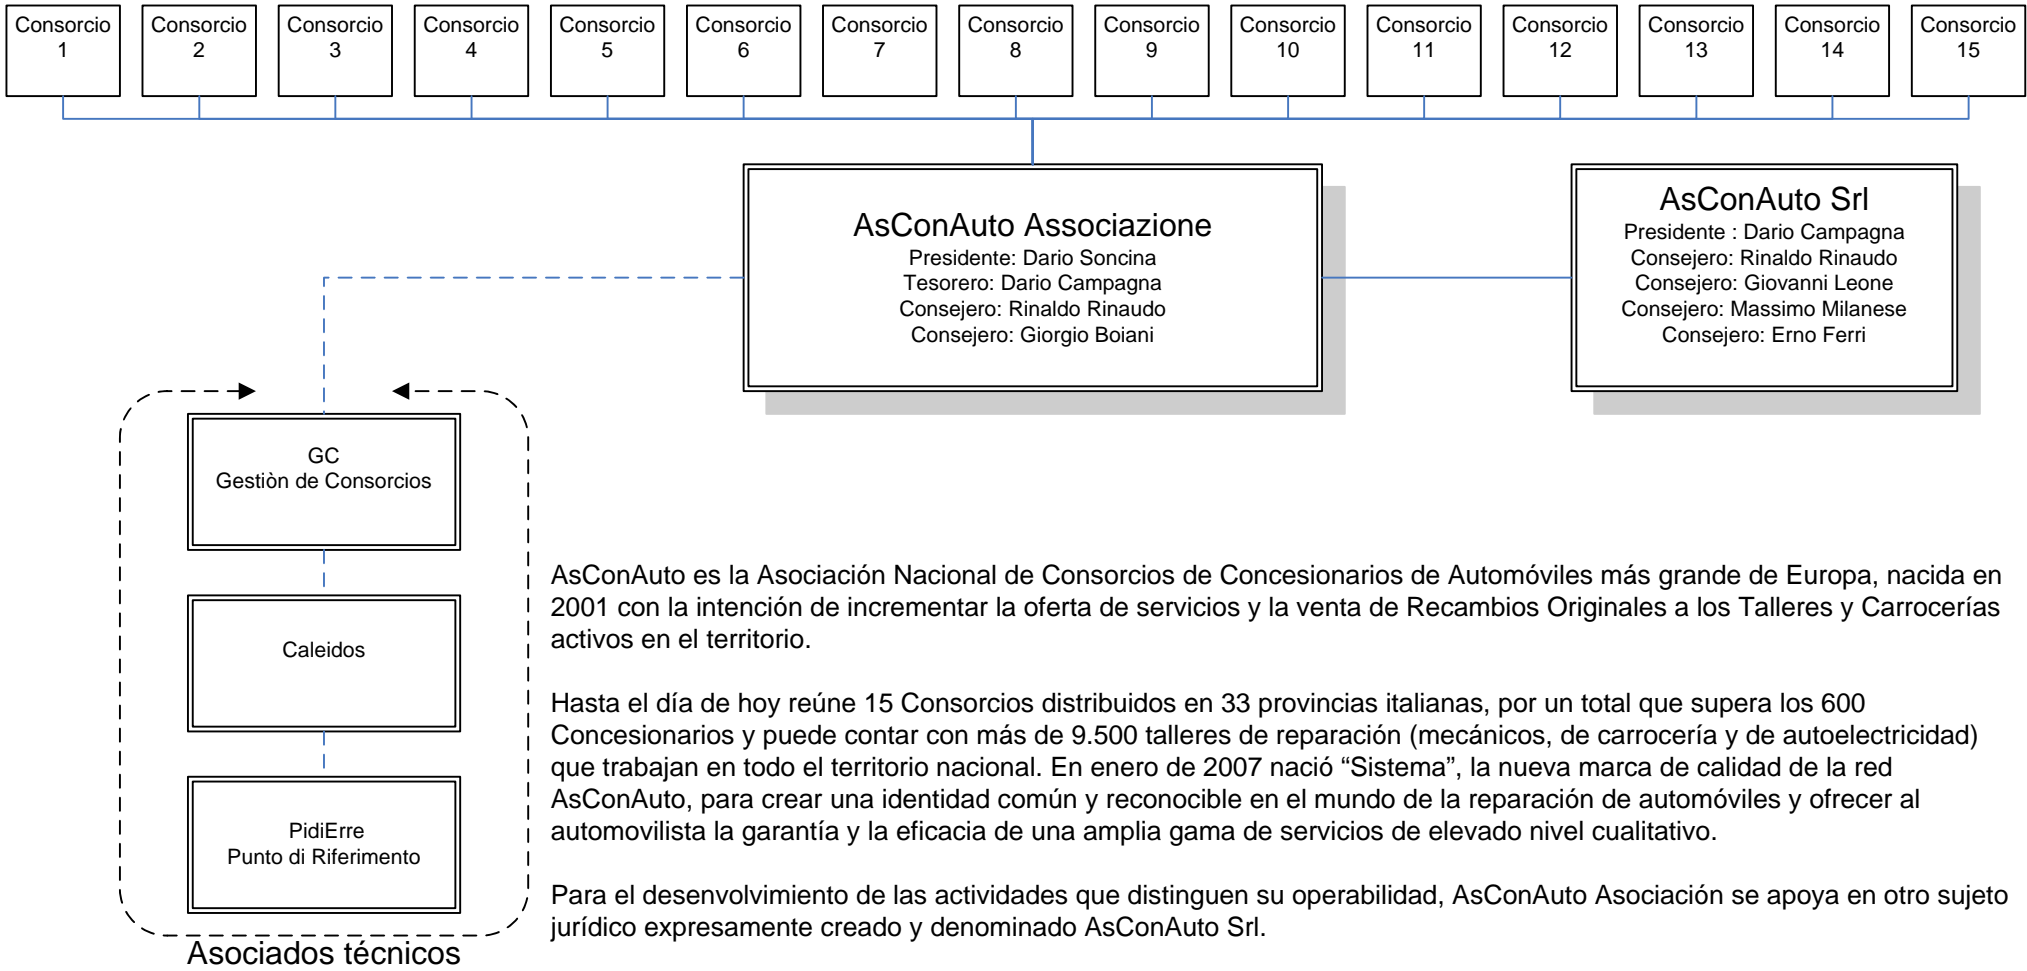 Consorcio
1
Consorcio
2
Consorcio
3
Consorcio
4
Consorcio
5
Consorcio
6
Consorcio
7
Consorcio
8
Consorcio
9
Consorcio
10
Consorcio
11
Consorcio
12
Consorcio
13
Consorcio
14
Consorcio
15
AsConAuto Associazione
Presidente: Dario Soncina
Tesorero: Dario Campagna
Consejero: Rinaldo Rinaudo
Consejero: Giorgio Boiani
AsConAuto Srl
Presidente : Dario Campagna
Consejero: Rinaldo Rinaudo
Consejero: Giovanni Leone
Consejero: Massimo Milanese
Consejero: Erno Ferri
GC
Gestiòn de Consorcios
Caleidos
PidiErre
Punto di Riferimento
Asociados técnicos
AsConAuto es la Asociación Nacional de Consorcios de Concesionarios de Automóviles más grande de Europa, nacida en
2001 con la intención de incrementar la oferta de servicios y la venta de Recambios Originales a los Talleres y Carrocerías
activos en el territorio.
Hasta el día de hoy reúne 15 Consorcios distribuidos en 33 provincias italianas, por un total que supera los 600
Concesionarios y puede contar con más de 9.500 talleres de reparación (mecánicos, de carrocería y de autoelectricidad)
que trabajan en todo el territorio nacional. En enero de 2007 nació “Sistema”, la nueva marca de calidad de la red
AsConAuto, para crear una identidad común y reconocible en el mundo de la reparación de automóviles y ofrecer al
automovilista la garantía y la eficacia de una amplia gama de servicios de elevado nivel cualitativo.
Para el desenvolvimiento de las actividades que distinguen su operabilidad, AsConAuto Asociación se apoya en otro sujeto
jurídico expresamente creado y denominado AsConAuto Srl.